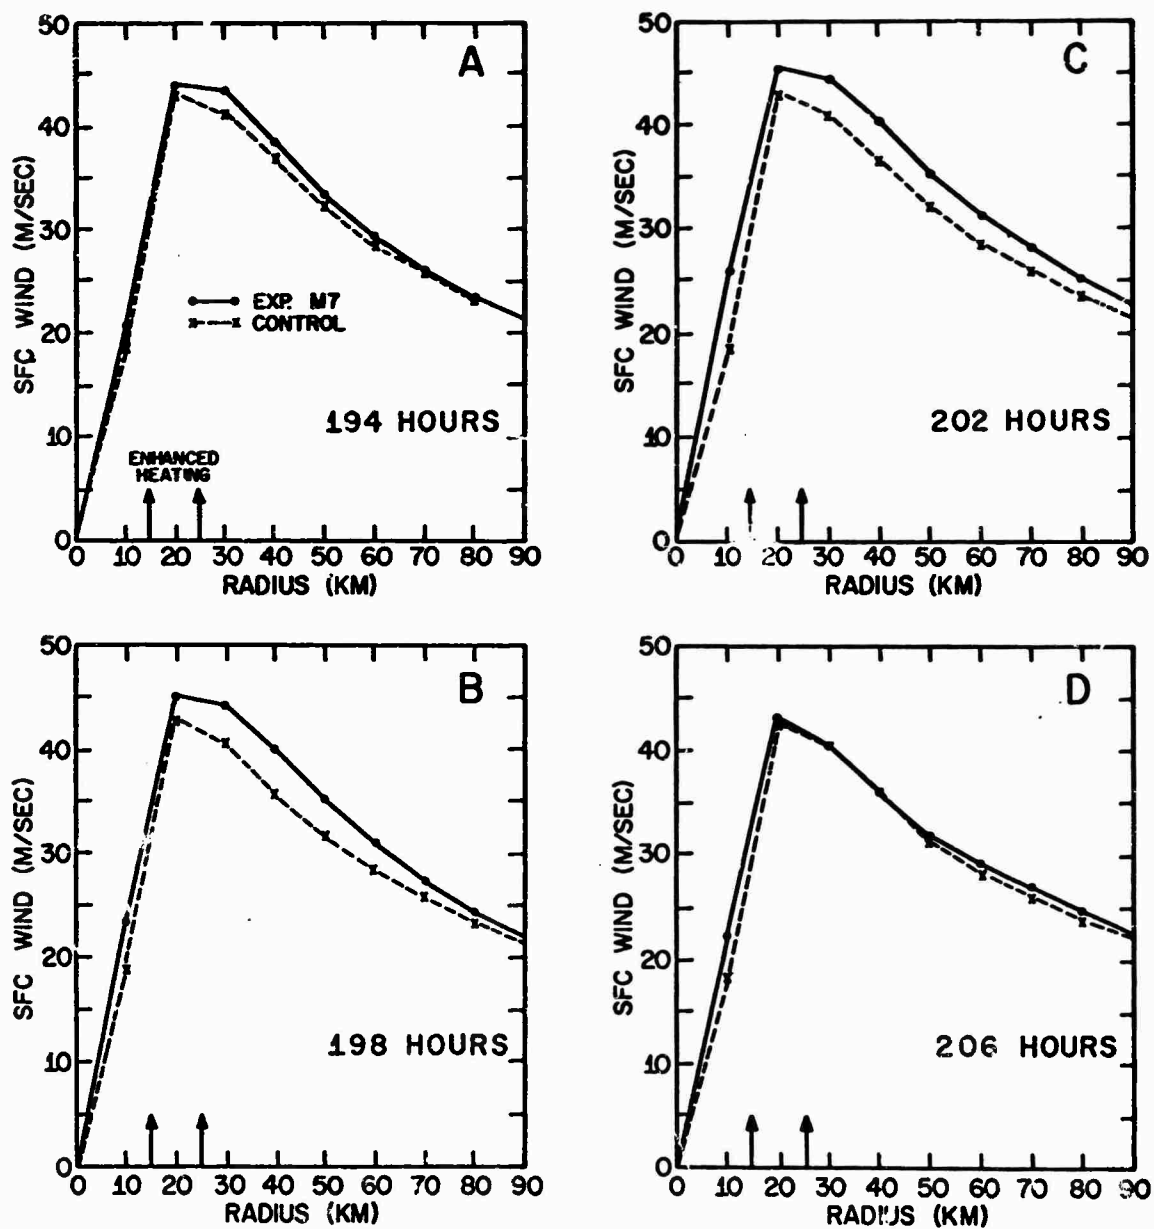 A
50
40
30
20
10
0
SFC WIND (M/SEC)
EXP. M7
CONTROL
194 HOURS
ENHANCED
HEATING
0 10 20 30 40 50 60 70 80 90
RADIUS (KM)
C
50
40
30
20
10
0
SFC WIND (M/SEC)
202 HOURS
0 10 20 30 40 50 60 70 80 90
RADIUS (KM)
B
50
40
30
20
10
0
SFC WIND (M/SEC)
198 HOURS
0 10 20 30 40 50 60 70 80 90
RADIUS (KM)
D
50
40
30
20
10
0
SFC WIND (M/SEC)
206 HOURS
0 10 20 30 40 50 60 70 80 90
RADIUS (KM)